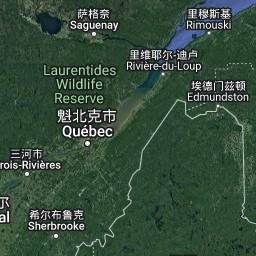 萨格奈
Saguenay
里穆斯基
Rimouski
里维耶尔-迪卢
Rivière-du-Loup
Laurentides
Wildlife
Reserve
埃德门兹顿
Edmundston
魁北克市
Québec
三河市
rois-Rivières
尔
al
希尔布鲁克
Sherbrooke